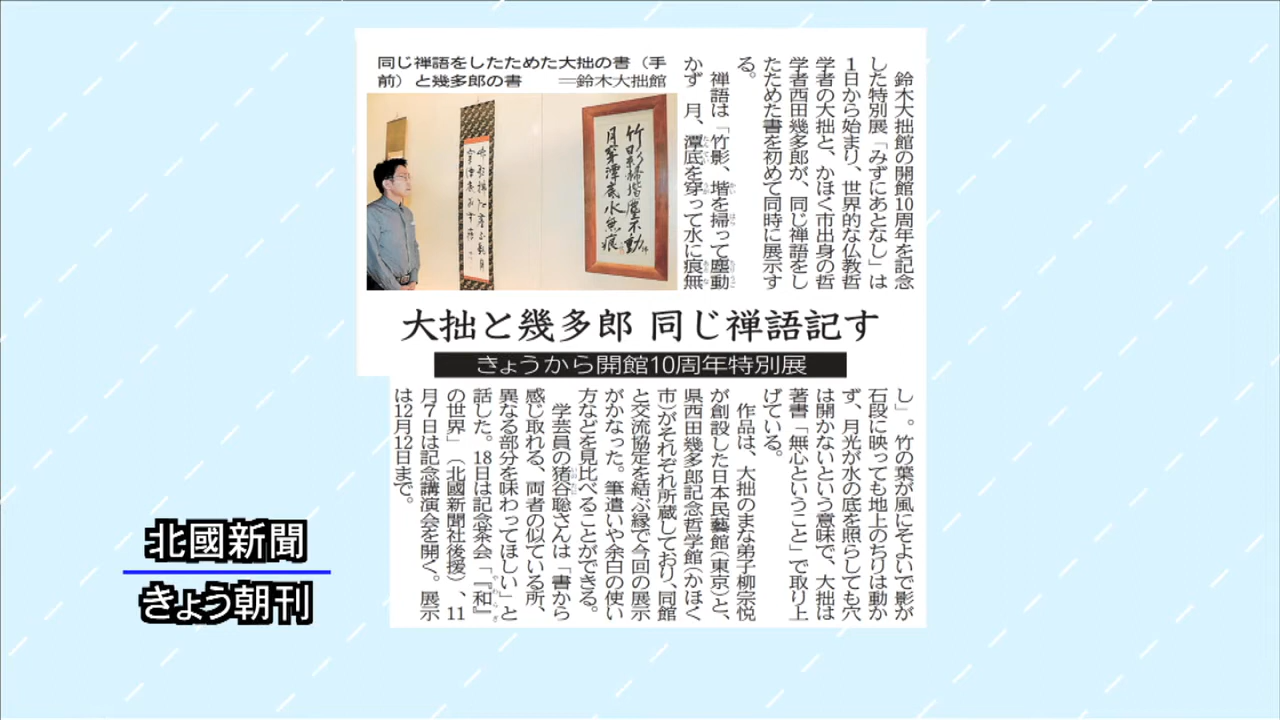 同じ禅語をしたためた大拙の書（手
前）と幾多郎の書　＝鈴木大拙館
鈴木大拙館の開館10周年を記念
した特別展「みずにあとなし」は
１日から始まり、世界的な仏教哲
学者の大拙と、かほく市出身の哲
学者西田幾多郎が、同じ禅語をし
たためた書を初めて同時に展示す
る。
禅語は「竹影、堦を掃って塵動
かず　月、潭底を穿って水に痕無
竹影掃堦塵不動
月穿潭底水無痕
大拙と幾多郎 同じ禅語記す
きょうから開館10周年特別展
し」。竹の葉が風にそよいで影が
石段に映っても地上のちりは動か
ず、月光が水の底を照らしても穴
は開かないという意味で、大拙は
著書「無心ということ」で取り上
げている。
作品は、大拙のまな弟子柳宗悦
が創設した日本民藝館（東京）と、
県西田幾多郎記念哲学館（かほく
市）がそれぞれ所蔵しており、同館
と交流協定を結ぶ縁で今回の展示
がかなった。筆遣いや余白の使い
方などを見比べることができる。
学芸員の猪谷聡さんは「書から
感じ取れる、両者の似ている所、
異なる部分を味わってほしい」と
話した。18日は記念茶会「『和』
の世界」（北國新聞社後援）、11
月７日は記念講演会を開く。展示
は12月12日まで。
北國新聞
きょう朝刊